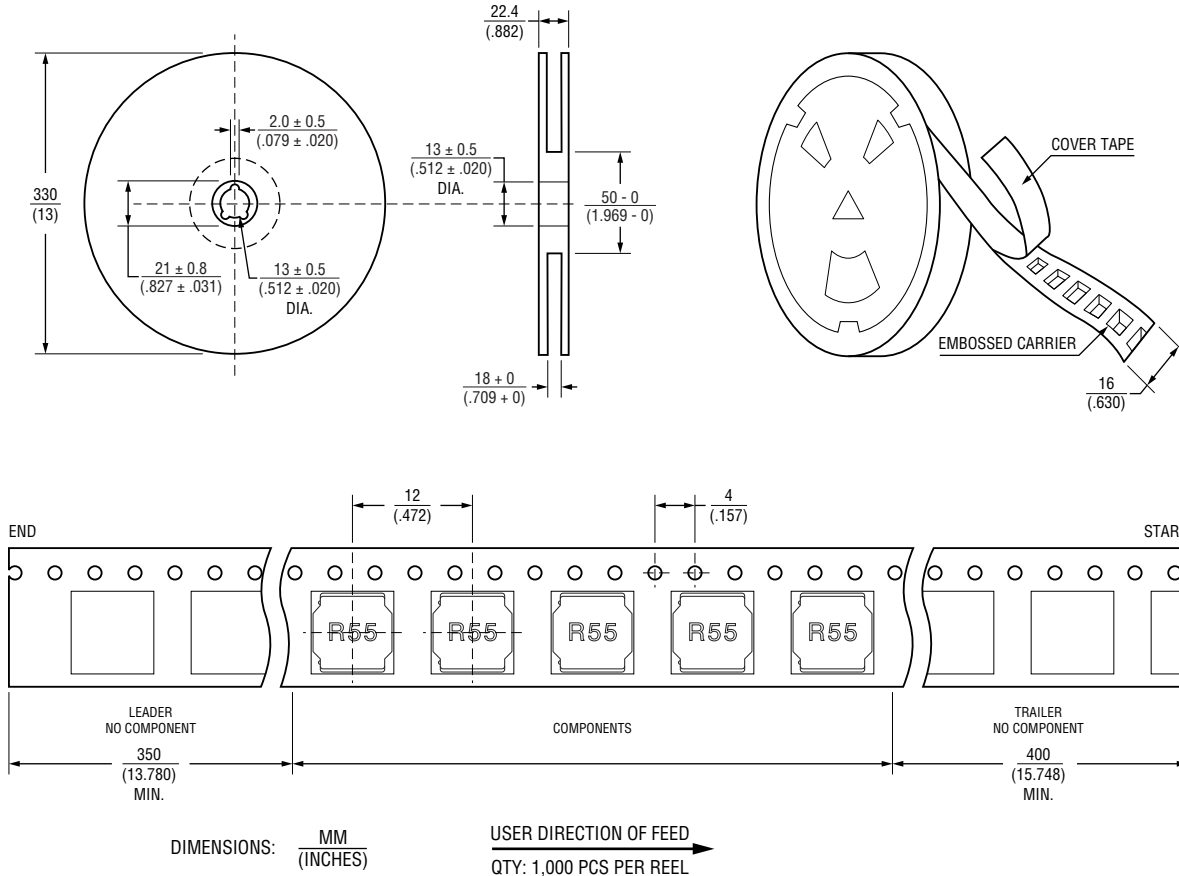 22.4
(.882)
2.0 ± 0.5
(.079 ± .020)
13 ± 0.5
(.512 ± .020)
DIA.
330
(13)
50 - 0
(1.969 - 0)
21 ± 0.8
(.827 ± .031)
13 ± 0.5
(.512 ± .020)
DIA.
18 + 0
(.709 + 0)
COVER TAPE
EMBOSSED CARRIER
16
(.630)
12
(.472)
4
(.157)
END
STAR
R55
R55
R55
R55
R55
LEADER
NO COMPONENT
COMPONENTS
TRAILER
NO COMPONENT
350
(13.780)
MIN.
400
(15.748)
MIN.
DIMENSIONS:
MM
(INCHES)
USER DIRECTION OF FEED
QTY: 1,000 PCS PER REEL